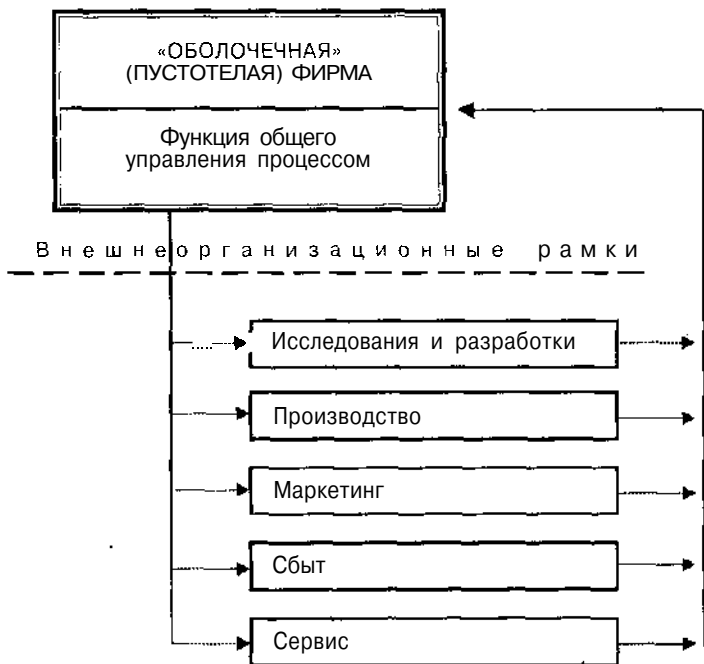 «ОБОЛОЧЕЧНАЯ»
(ПУСТОТЕЛАЯ) ФИРМА
Функция общего
управления процессом
Внешнеорганизационные рамки
Исследования и разработки
Производство
Маркетинг
Сбыт
Сервис